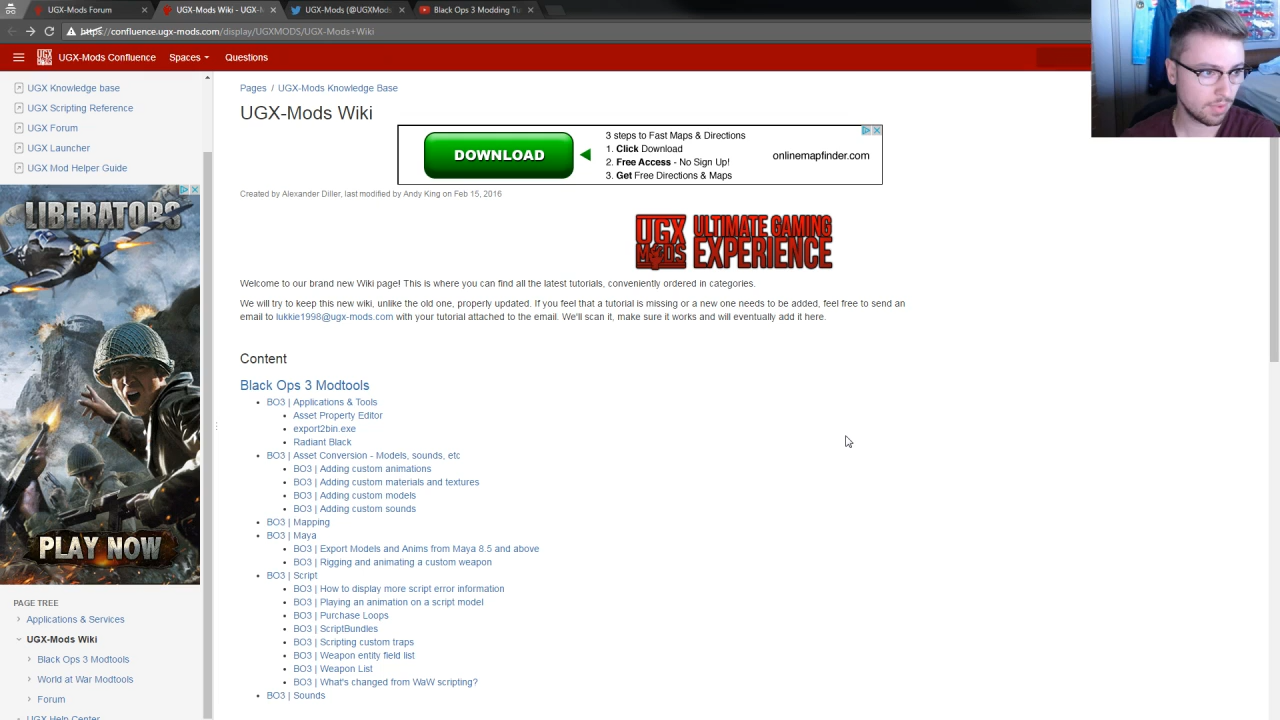 UGX-Mods Forum
UGX-Mods Wiki - UGX-M
UGX-Mods (@UGXMods
Black Ops 3 Modding Tu
https://confluence.ugx-mods.com/display/UGXMODS/UGX-Mods+Wiki
UGX MODS
UGX-Mods Confluence
Spaces
Questions
UGX Knowledge base
UGX Scripting Reference
UGX Forum
UGX Launcher
UGX Mod Helper Guide
LIBERATORS
PLAY NOW
PAGE TREE
Applications & Services
UGX-Mods Wiki
Black Ops 3 Modtools
World at War Modtools
Forum
UGX Help Center
Pages / UGX-Mods Knowledge Base
UGX-Mods Wiki
DOWNLOAD
3 steps to Fast Maps & Directions
1. Click Download
2. Free Access - No Sign Up!
3. Get Free Directions & Maps
onlinemapfinder.com
Created by Alexander Diller, last modified by Andy King on Feb 15, 2016
UGX MODS ULTIMATE GAMING
EXPERIENCE
Welcome to our brand new Wiki page! This is where you can find all the latest tutorials, conveniently ordered in categories.
We will try to keep this new wiki, unlike the old one, properly updated. If you feel that a tutorial is missing or a new one needs to be added, feel free to send an
email to lukkie1998@ugx-mods.com with your tutorial attached to the email. We'll scan it, make sure it works and will eventually add it here.
Content
Black Ops 3 Modtools
BO3 | Applications & Tools
Asset Property Editor
export2bin.exe
Radiant Black
BO3 | Asset Conversion - Models, sounds, etc
BO3 | Adding custom animations
BO3 | Adding custom materials and textures
BO3 | Adding custom models
BO3 | Adding custom sounds
BO3 | Mapping
BO3 | Maya
BO3 | Export Models and Anims from Maya 8.5 and above
BO3 | Rigging and animating a custom weapon
BO3 | Script
BO3 | How to display more script error information
BO3 | Playing an animation on a script model
BO3 | Purchase Loops
BO3 | ScriptBundles
BO3 | Scripting custom traps
BO3 | Weapon entity field list
BO3 | Weapon List
BO3 | What's changed from WaW scripting?
BO3 | Sounds